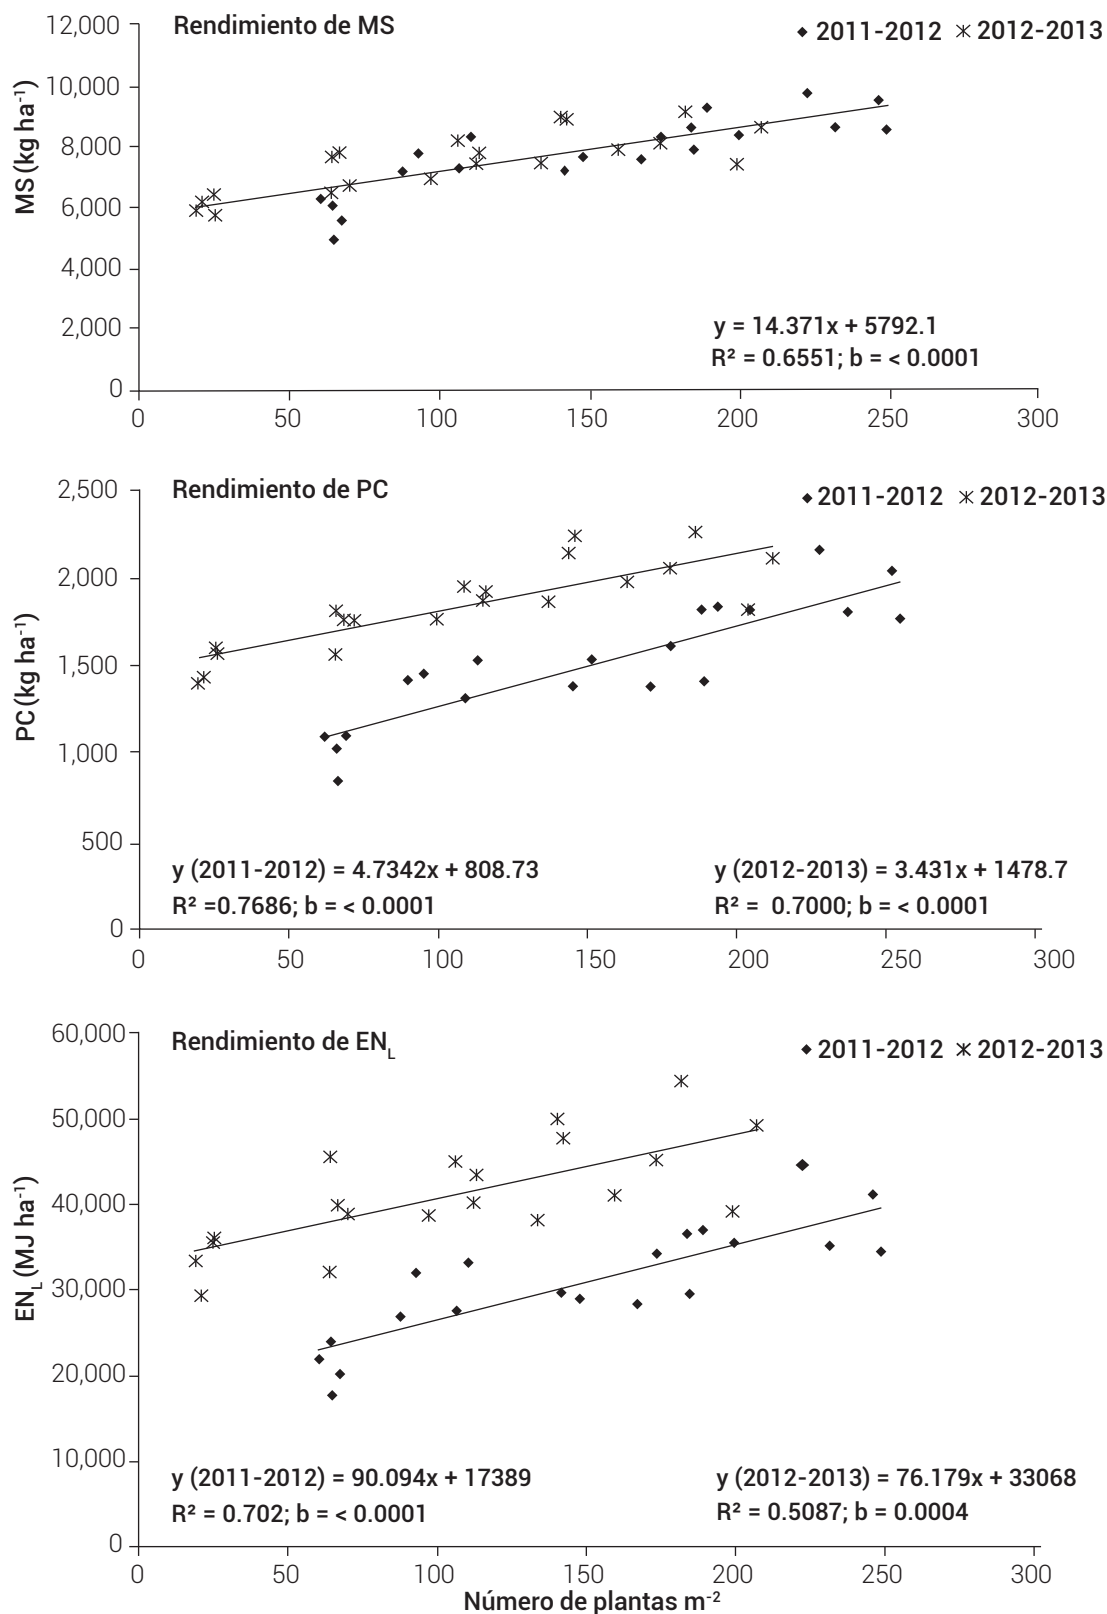 Rendimiento de MS
2011-2012 2012-2013
MS (kg ha⁻¹)
12,000
10,000
8,000
6,000
4,000
2,000
0
y = 14.371x + 5792.1
R² = 0.6551; b = < 0.0001
0 50 100 150 200 250 300
Rendimiento de PC
2011-2012 2012-2013
PC (kg ha⁻¹)
2,500
2,000
1,500
1,000
500
0
y (2011-2012) = 4.7342x + 808.73
R² =0.7686; b = < 0.0001
y (2012-2013) = 3.431x + 1478.7
R² = 0.7000; b = < 0.0001
0 50 100 150 200 250 300
Rendimiento de ENL
2011-2012 2012-2013
ENL (MJ ha⁻¹)
60,000
50,000
40,000
30,000
20,000
10,000
0
y (2011-2012) = 90.094x + 17389
R² = 0.702; b = < 0.0001
y (2012-2013) = 76.179x + 33068
R² = 0.5087; b = 0.0004
0 50 100 150 200 250 300
Número de plantas m⁻²